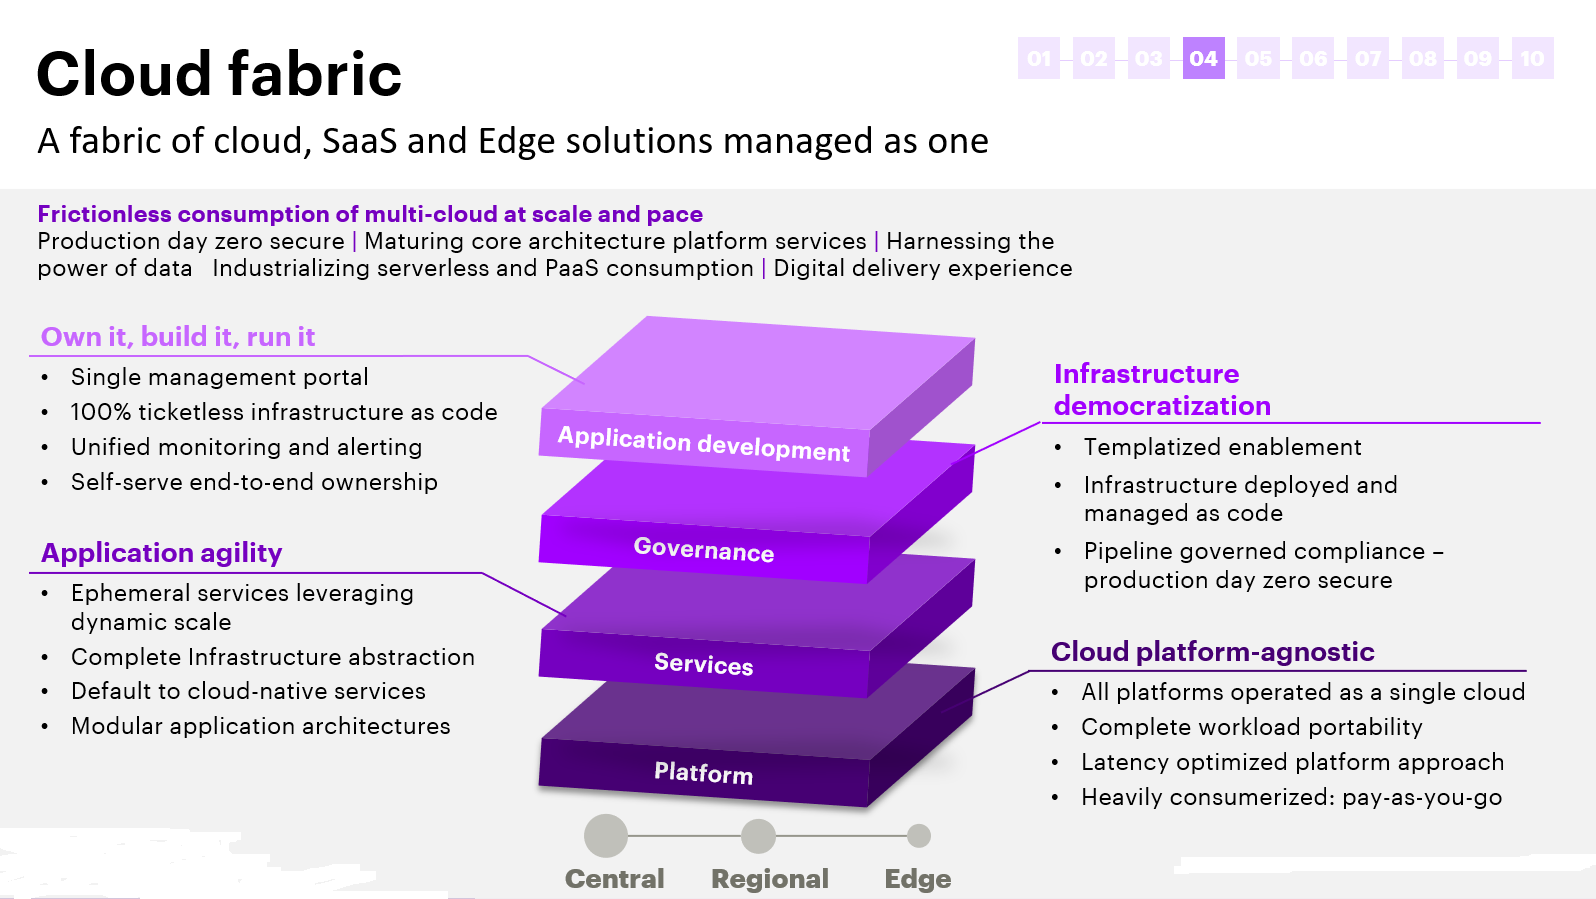 Cloud fabric
01 02 03 04 05 06 07 08 09 10
A fabric of cloud, SaaS and Edge solutions managed as one
Frictionless consumption of multi-cloud at scale and pace
Production day zero secure | Maturing core architecture platform services | Harnessing the
power of data Industrializing serverless and PaaS consumption | Digital delivery experience
Own it, build it, run it
• Single management portal
• 100% ticketless infrastructure as code
• Unified monitoring and alerting
• Self-serve end-to-end ownership
Application agility
• Ephemeral services leveraging
dynamic scale
• Complete Infrastructure abstraction
• Default to cloud-native services
• Modular application architectures
Application development
Governance
Services
Platform
Central Regional Edge
Infrastructure
democratization
• Templatized enablement
• Infrastructure deployed and
managed as code
• Pipeline governed compliance –
production day zero secure
Cloud platform-agnostic
• All platforms operated as a single cloud
• Complete workload portability
• Latency optimized platform approach
• Heavily consumerized: pay-as-you-go